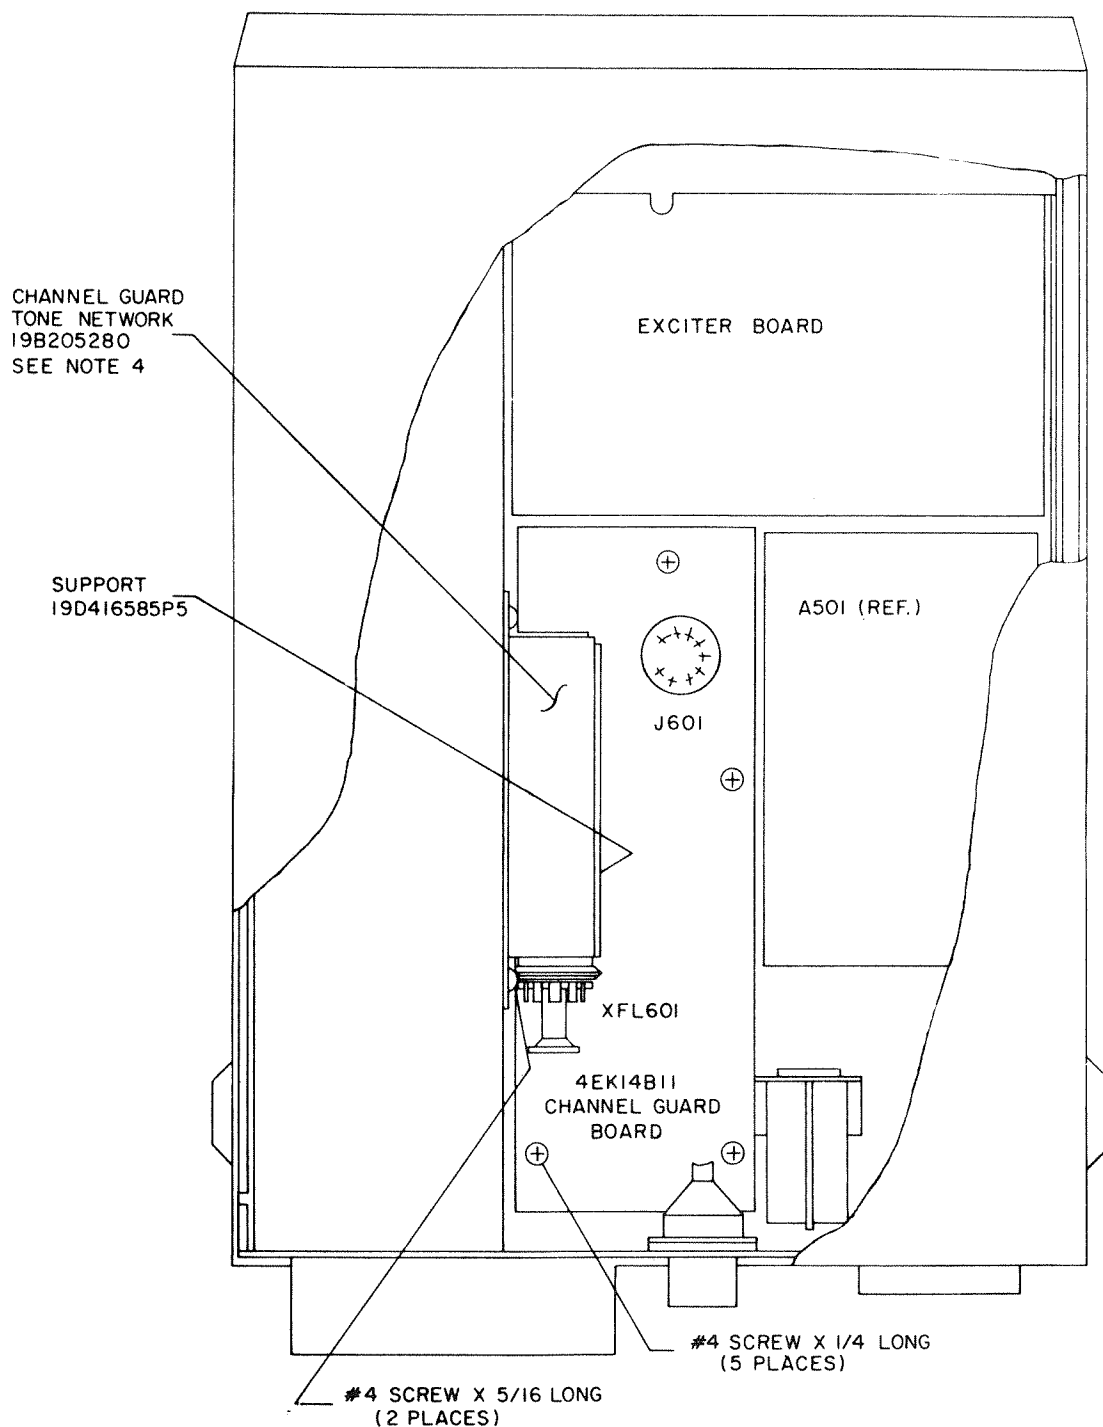 EXCITER BOARD
CHANNEL GUARD
TONE NETWORK
19B205280
SEE NOTE 4
SUPPORT
19D416585P5
A501 (REF.)
J601
XFL601
4EK14B11
CHANNEL GUARD
BOARD
#4 SCREW X 1/4 LONG
(5 PLACES)
#4 SCREW X 5/16 LONG
(2 PLACES)